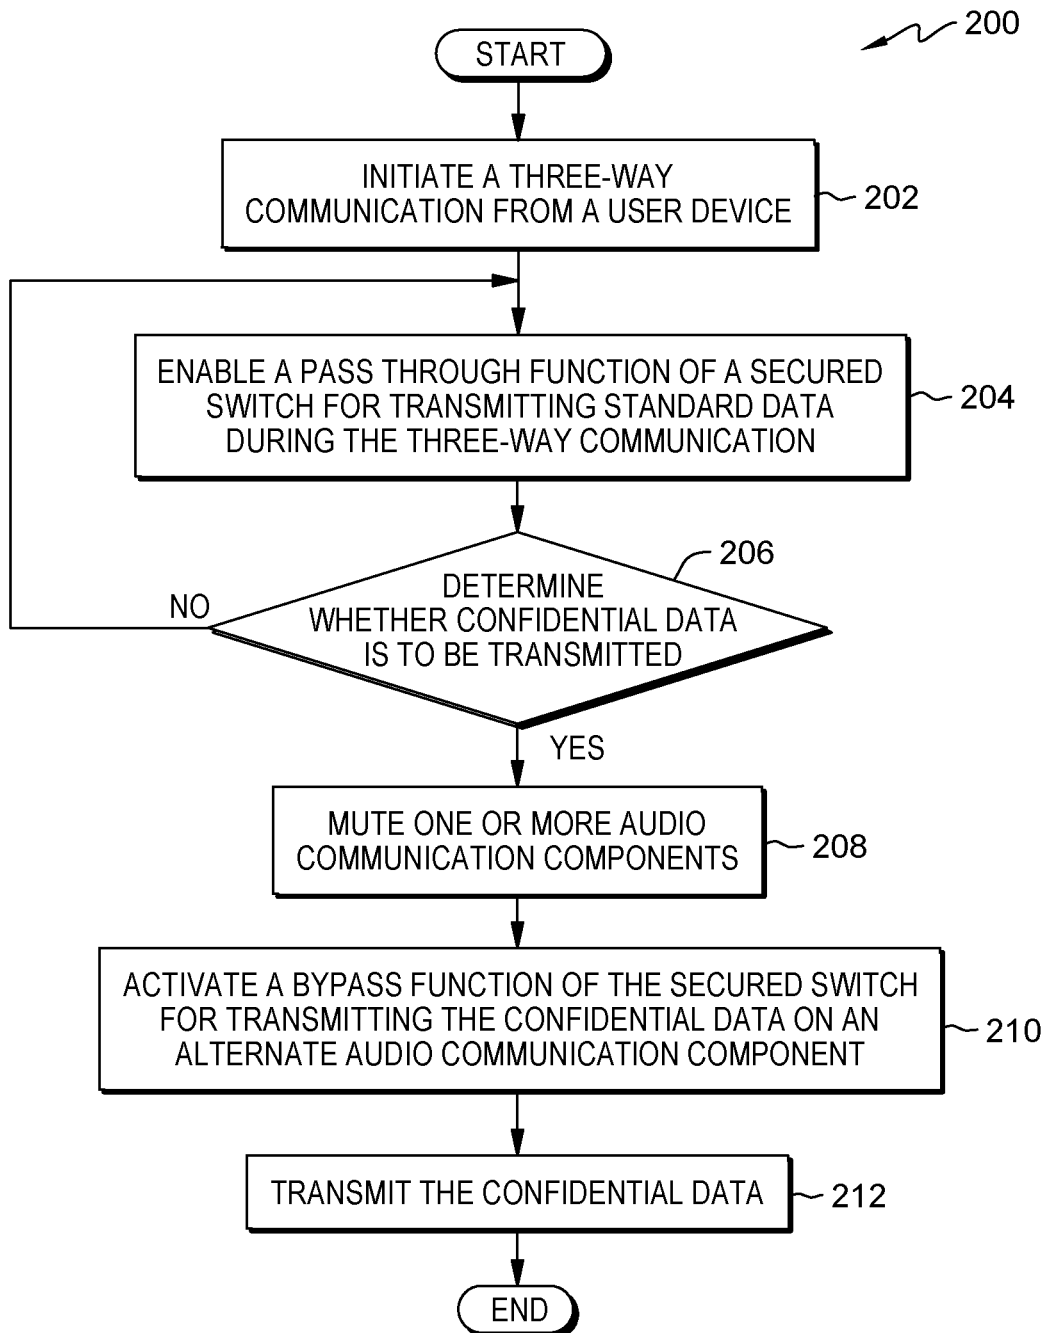 200
START
INITIATE A THREE-WAY
COMMUNICATION FROM A USER DEVICE
202
ENABLE A PASS THROUGH FUNCTION OF A SECURED
SWITCH FOR TRANSMITTING STANDARD DATA
DURING THE THREE-WAY COMMUNICATION
204
206
DETERMINE
WHETHER CONFIDENTIAL DATA
IS TO BE TRANSMITTED
NO
YES
MUTE ONE OR MORE AUDIO
COMMUNICATION COMPONENTS
208
ACTIVATE A BYPASS FUNCTION OF THE SECURED SWITCH
FOR TRANSMITTING THE CONFIDENTIAL DATA ON AN
ALTERNATE AUDIO COMMUNICATION COMPONENT
210
TRANSMIT THE CONFIDENTIAL DATA
212
END